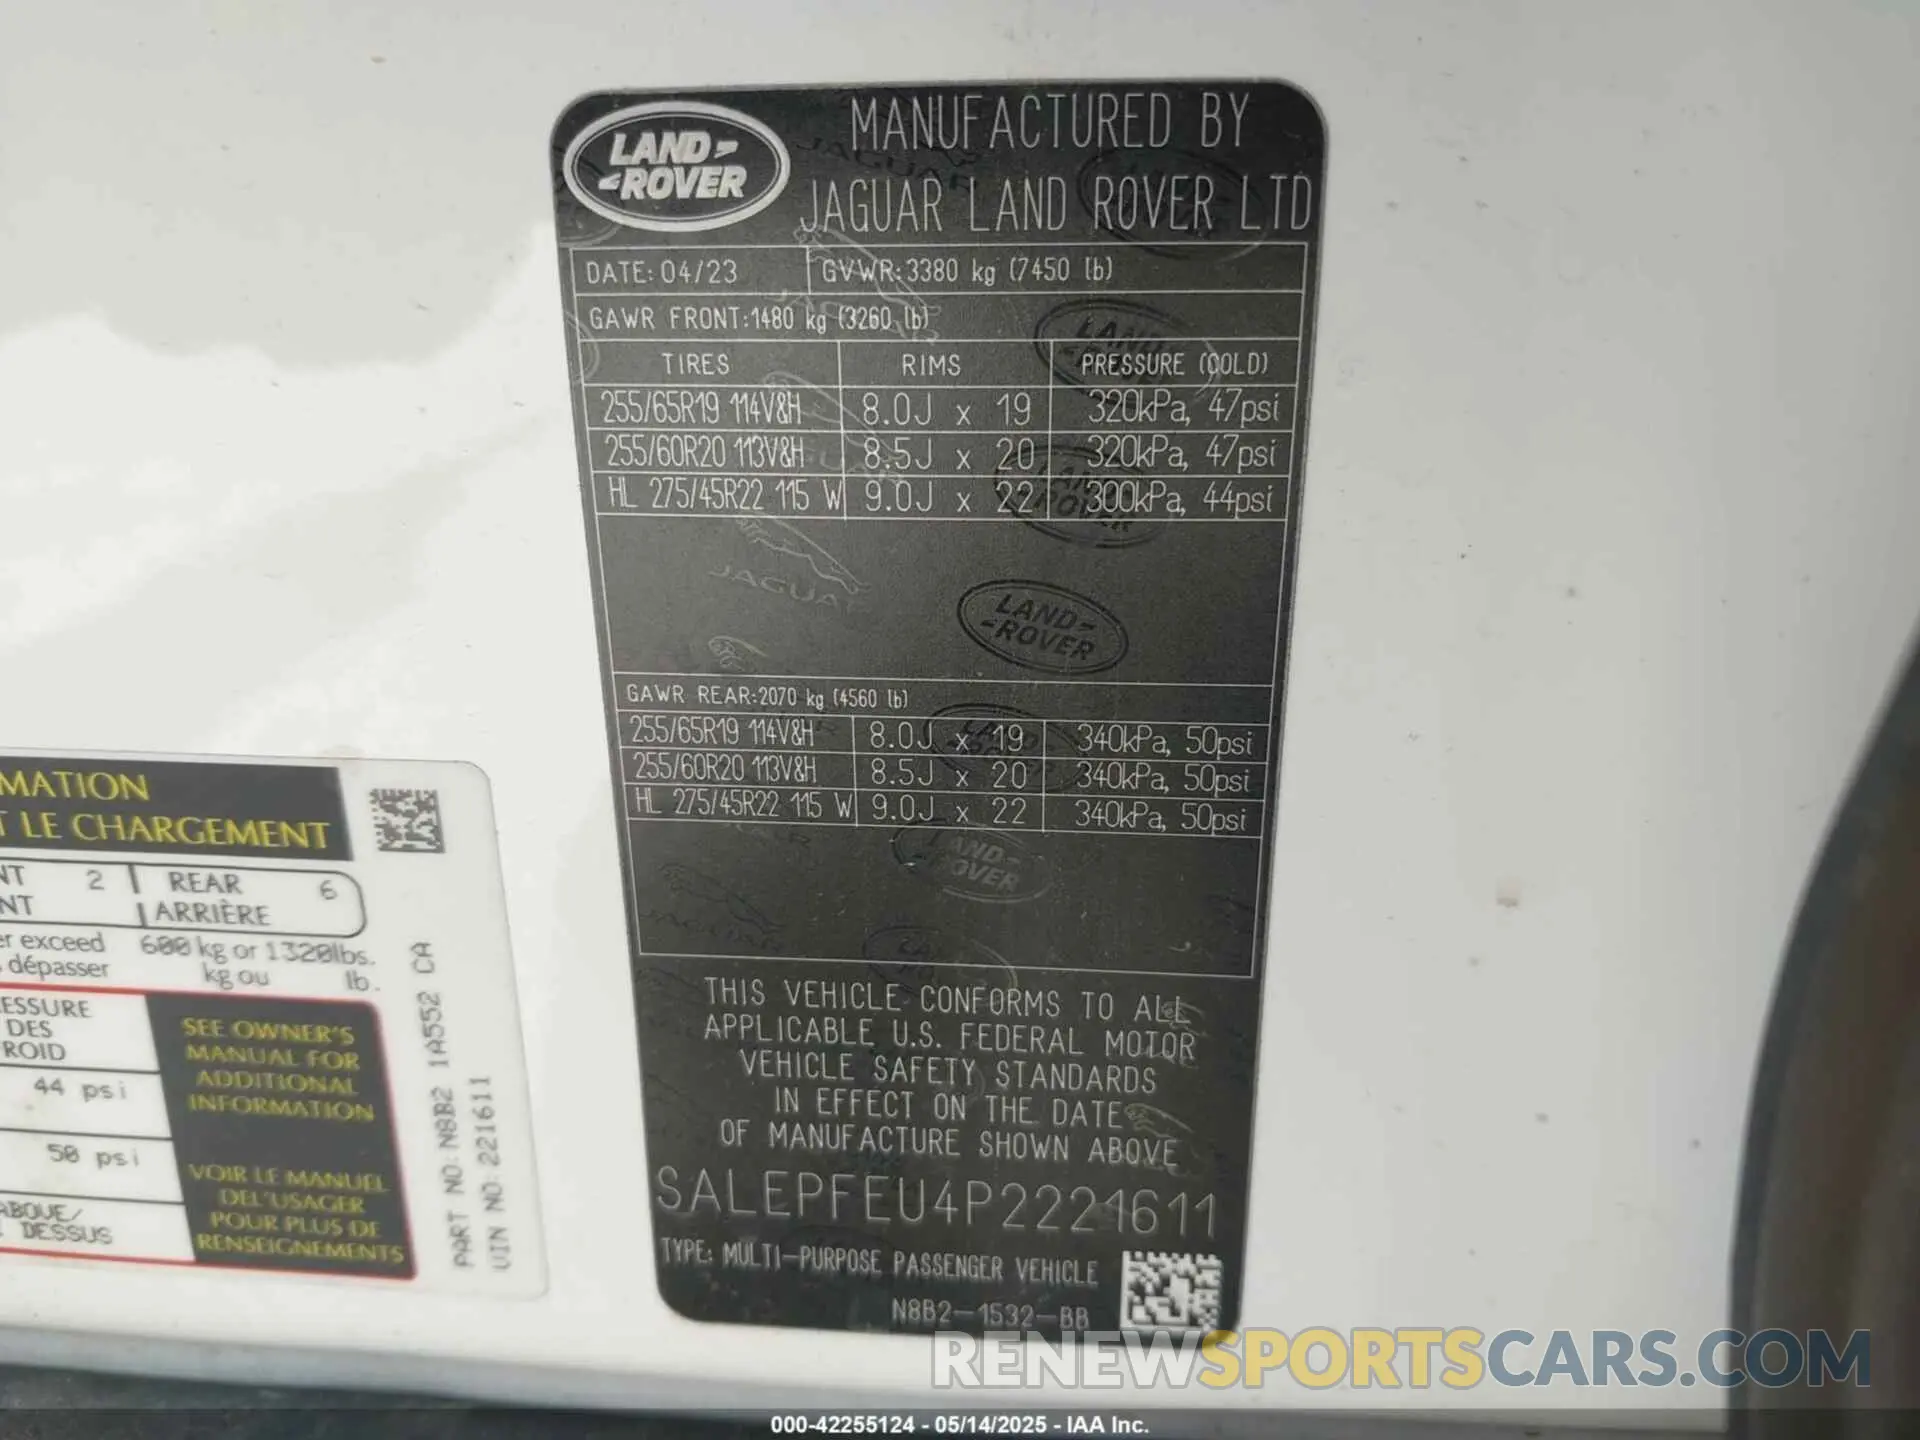 LAND
ROVER
MANUFACTURED BY
JAGUAR LAND ROVER LTD
DATE: 04/23 GVWR: 3380 kg (7450 lb)
GAWR FRONT: 1480 kg (3260 lb)
TIRES RIMS PRESSURE (COLD)
255/65R19 114V&H 8.0J x 19 320kPa, 47psi
255/60R20 113V&H 8.5J x 20 320kPa, 47psi
HL 275/45R22 115 W 9.0J x 22 300kPa, 44psi
JAGUAR
LAND
ROVER
GAWR REAR: 2070 kg (4560 lb)
255/65R19 114V&H 8.0J x 19 340kPa, 50psi
255/60R20 113V&H 8.5J x 20 340kPa, 50psi
HL 275/45R22 115 W 9.0J x 22 340kPa, 50psi
THIS VEHICLE CONFORMS TO ALL
APPLICABLE U.S. FEDERAL MOTOR
VEHICLE SAFETY STANDARDS
IN EFFECT ON THE DATE
OF MANUFACTURE SHOWN ABOVE
SALEPFEU4P2221611
TYPE: MULTI-PURPOSE PASSENGER VEHICLE
N8B2-1532-BB
MATION
T LE CHARGEMENT
NT 2 REAR 6
NT ARRIÈRE
er exceed 600 kg or 1320lbs.
dépasser kg ou lb.
ESSURE
DES
ROID
44 psi
50 psi
ABOVE/
DESSUS
SEE OWNER'S
MANUAL FOR
ADDITIONAL
INFORMATION
VOIR LE MANUEL
DE L'USAGER
POUR PLUS DE
RENSEIGNEMENTS
PART NO: N8B2 1A552 CA
VIN NO: 221611
RENEWSPORTSCARS.COM
000-42255124 - 05/14/2025 - IAA Inc.